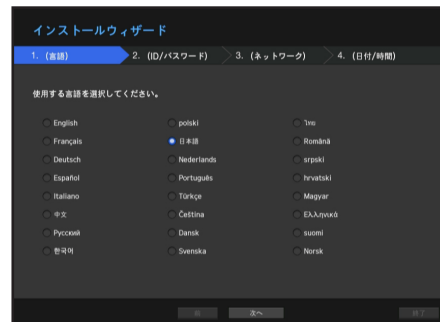 インストールウィザード
1. (言語) 2. (ID/パスワード) 3. (ネットワーク) 4. (日付/時間)
使用する言語を選択してください。
English polski ไทย
Français 日本語 Română
Deutsch Nederlands srpski
Español Português hrvatski
Italiano Türkçe Magyar
中文 Čeština Ελληνικά
Русский Dansk suomi
한국어 Svenska Norsk
前 次へ 終了